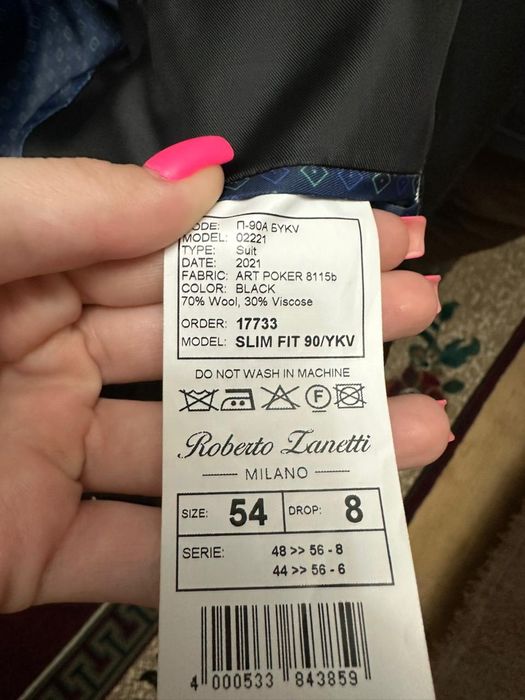 CODE: П-90А БУКV
MODEL: 02221
TYPE: Suit
DATE: 2021
FABRIC: ART POKER 8115b
COLOR: BLACK
70% Wool, 30% Viscose
ORDER: 17733
MODEL: SLIM FIT 90/YKV
DO NOT WASH IN MACHINE
F
Roberto Zanetti
MILANO
SIZE: 54 DROP: 8
SERIE: 48 >> 56 - 8
44 >> 56 - 6
4 000533 843859